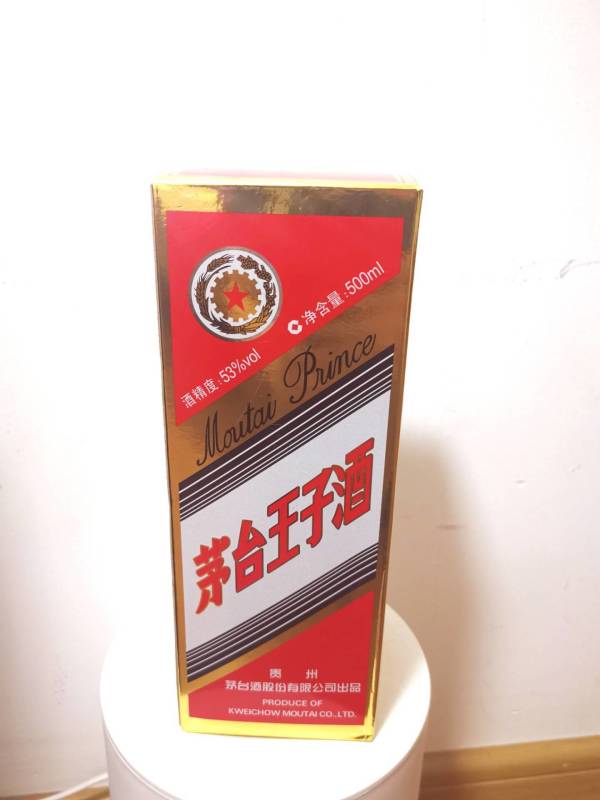 净含量:500ml
酒精度:53%vol
Moutai Prince
茅台王子酒
贵州
茅台酒股份有限公司出品
PRODUCE OF
KWEICHOW MOUTAI CO.,LTD.